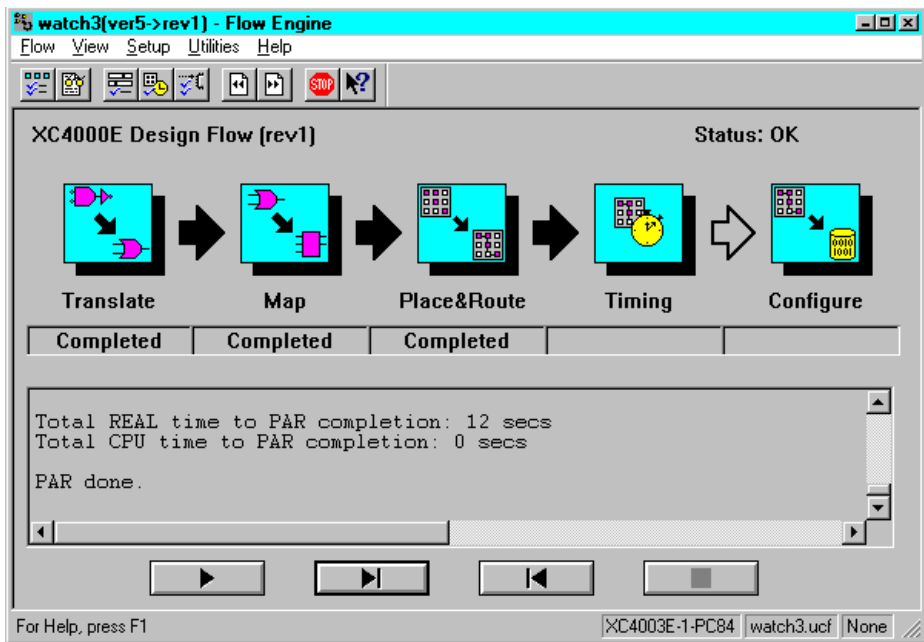 watch3(ver5->rev1) - Flow Engine
Flow View Setup Utilities Help
STOP
XC4000E Design Flow (rev1)
Status: OK
0010
1001
Translate
Map
Place&Route
Timing
Configure
Completed
Completed
Completed
Total REAL time to PAR completion: 12 secs
Total CPU time to PAR completion: 0 secs
PAR done.
For Help, press F1
XC4003E-1-PC84
watch3.ucf
None